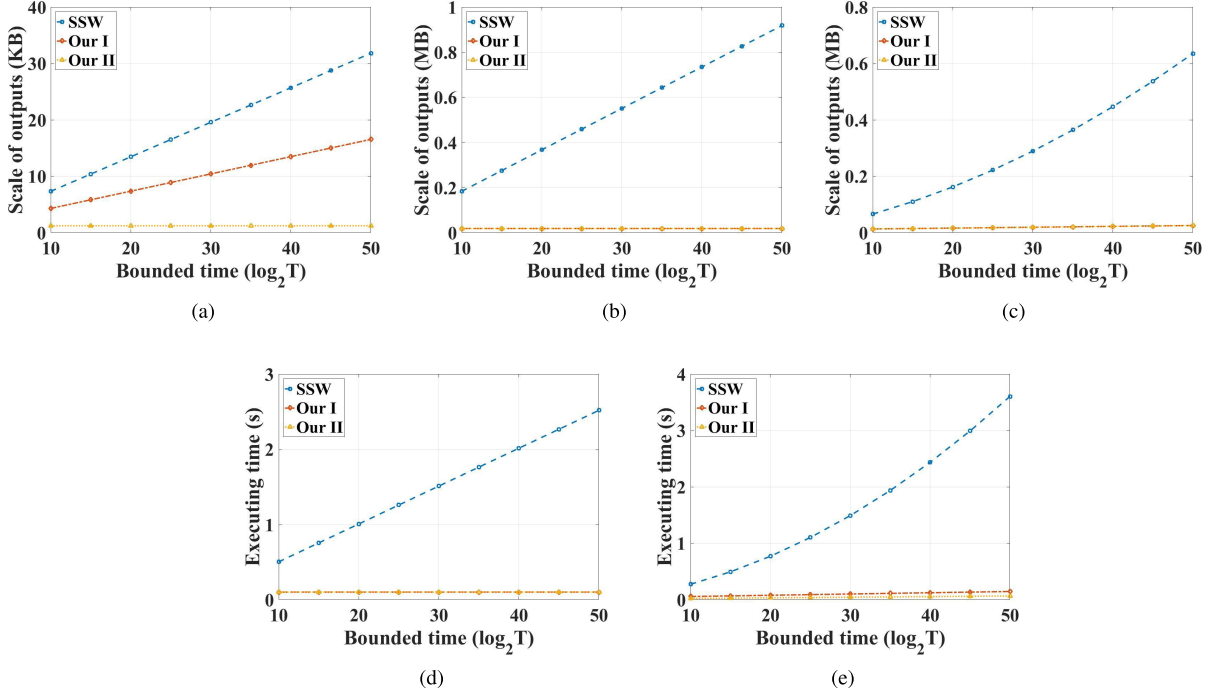 Scale of outputs (KB)
40
30
20
10
0
SSW
Our I
Our II
10 20 30 40 50
Bounded time (log2T)
(a)
Scale of outputs (MB)
1
0.8
0.6
0.4
0.2
0
SSW
Our I
Our II
10 20 30 40 50
Bounded time (log2T)
(b)
Scale of outputs (MB)
0.8
0.6
0.4
0.2
0
SSW
Our I
Our II
10 20 30 40 50
Bounded time (log2T)
(c)
Executing time (s)
3
2
1
0
SSW
Our I
Our II
10 20 30 40 50
Bounded time (log2T)
(d)
Executing time (s)
4
3
2
1
0
SSW
Our I
Our II
10 20 30 40 50
Bounded time (log2T)
(e)